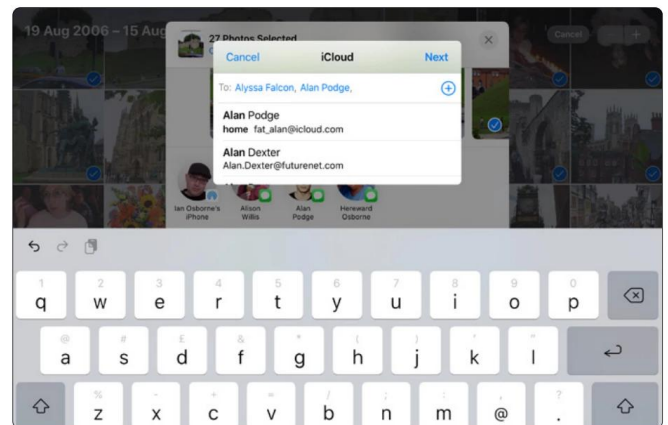 19 Aug 2006 – 15 Aug
27 Photos Selected
Cancel
Cancel
iCloud
Next
To: Alyssa Falcon, Alan Podge,
Alan Podge
home fat_alan@icloud.com
Alan Dexter
Alan.Dexter@futurenet.com
Ian Osborne's
iPhone
Alison
Willis
Alan
Podge
Hereward
Osborne
1 2 3 4 5 6 7 8 9 0
q w e r t y u i o p
@ # £ & * ( ) ' "
a s d f g h j k l
% - + = / ; : , ?
z x c v b n m @ .